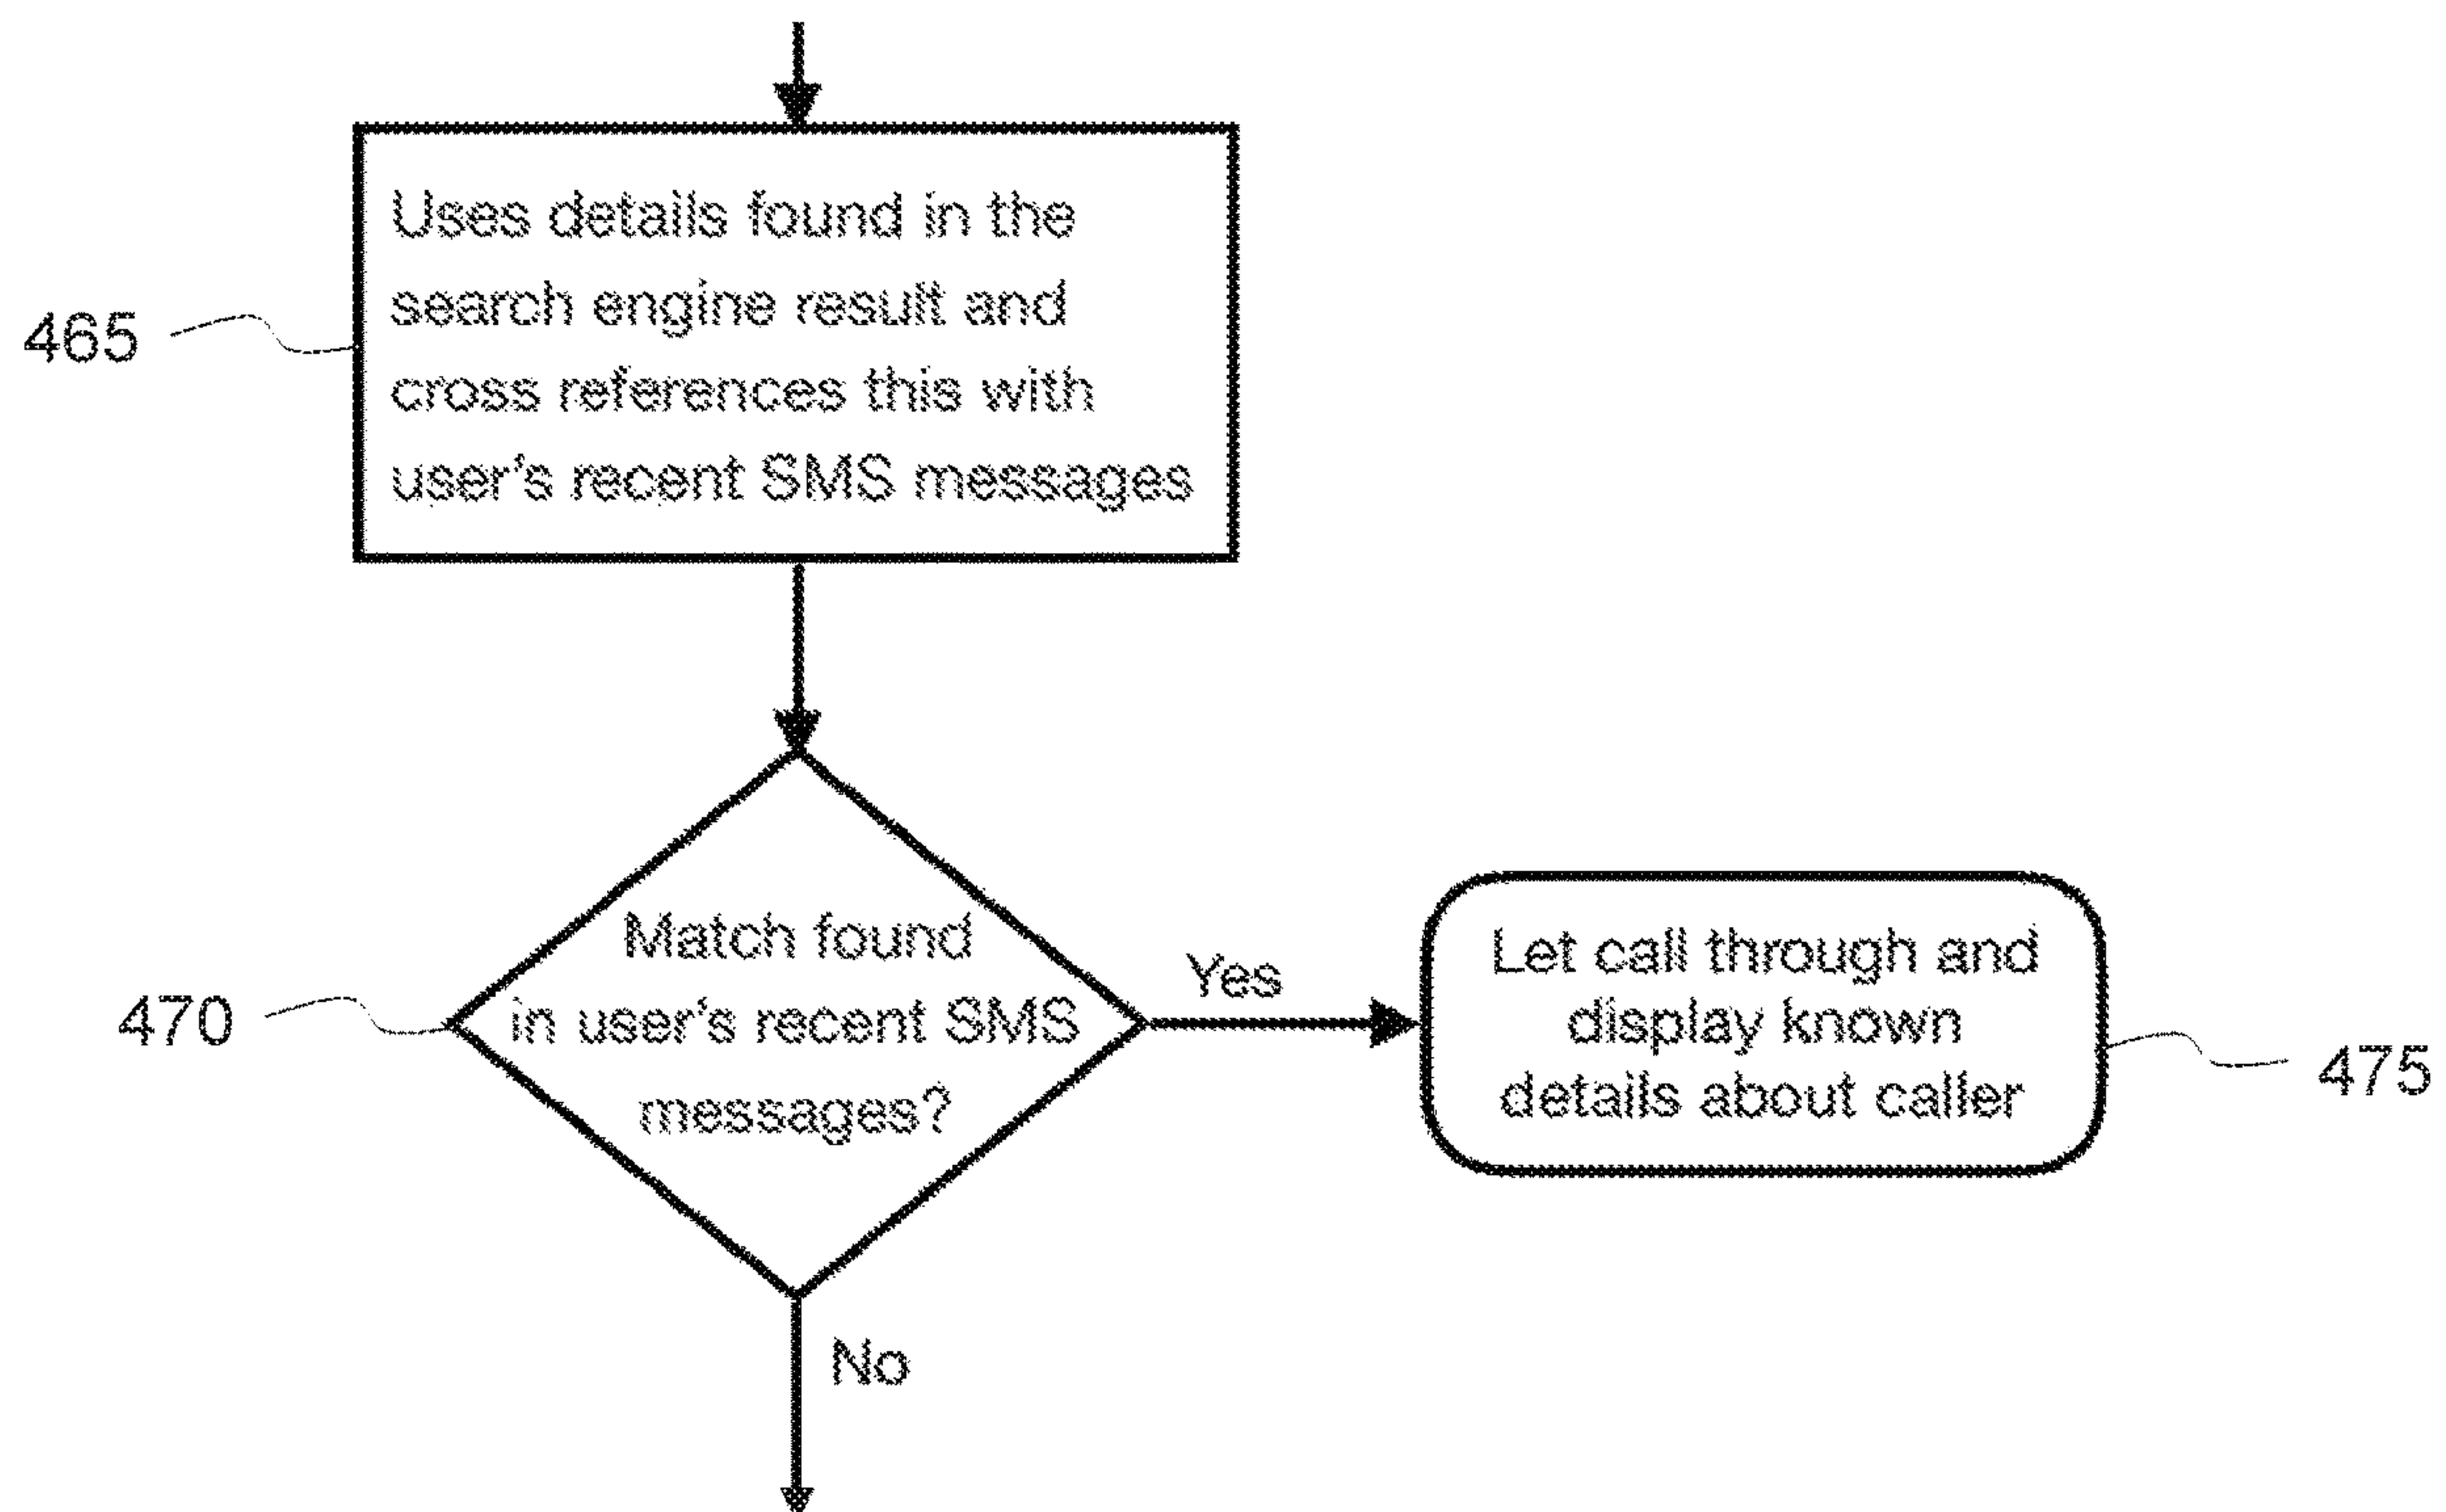 Uses details found in the
search engine result and
cross references this with
user's recent SMS messages
465
Match found
in user's recent SMS
messages?
470
Yes
Let call through and
display known
details about caller
475
No